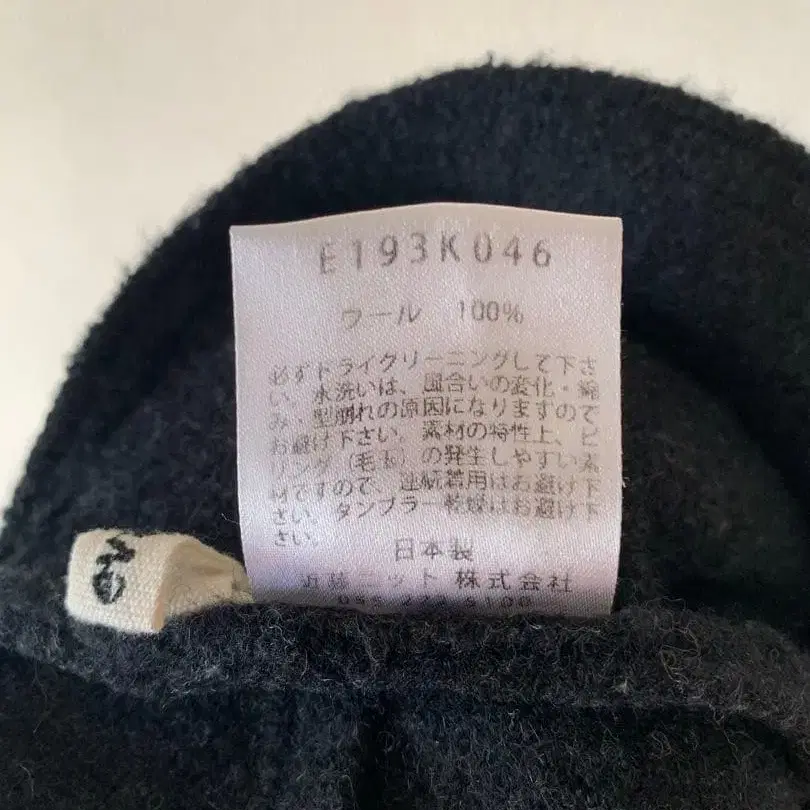 E193K046
ウール 100%
必ずドライクリーニングして下さ
い。水洗いは、風合いの変化・縮
み、型崩れの原因になりますので
お避け下さい。素材の特性上、ピ
リング（毛玉）の発生しやすい素
材ですので、連続着用はお避け下
さい。タンブラー乾燥はお避け下
さい。
日本製
近藤ニット株式会社